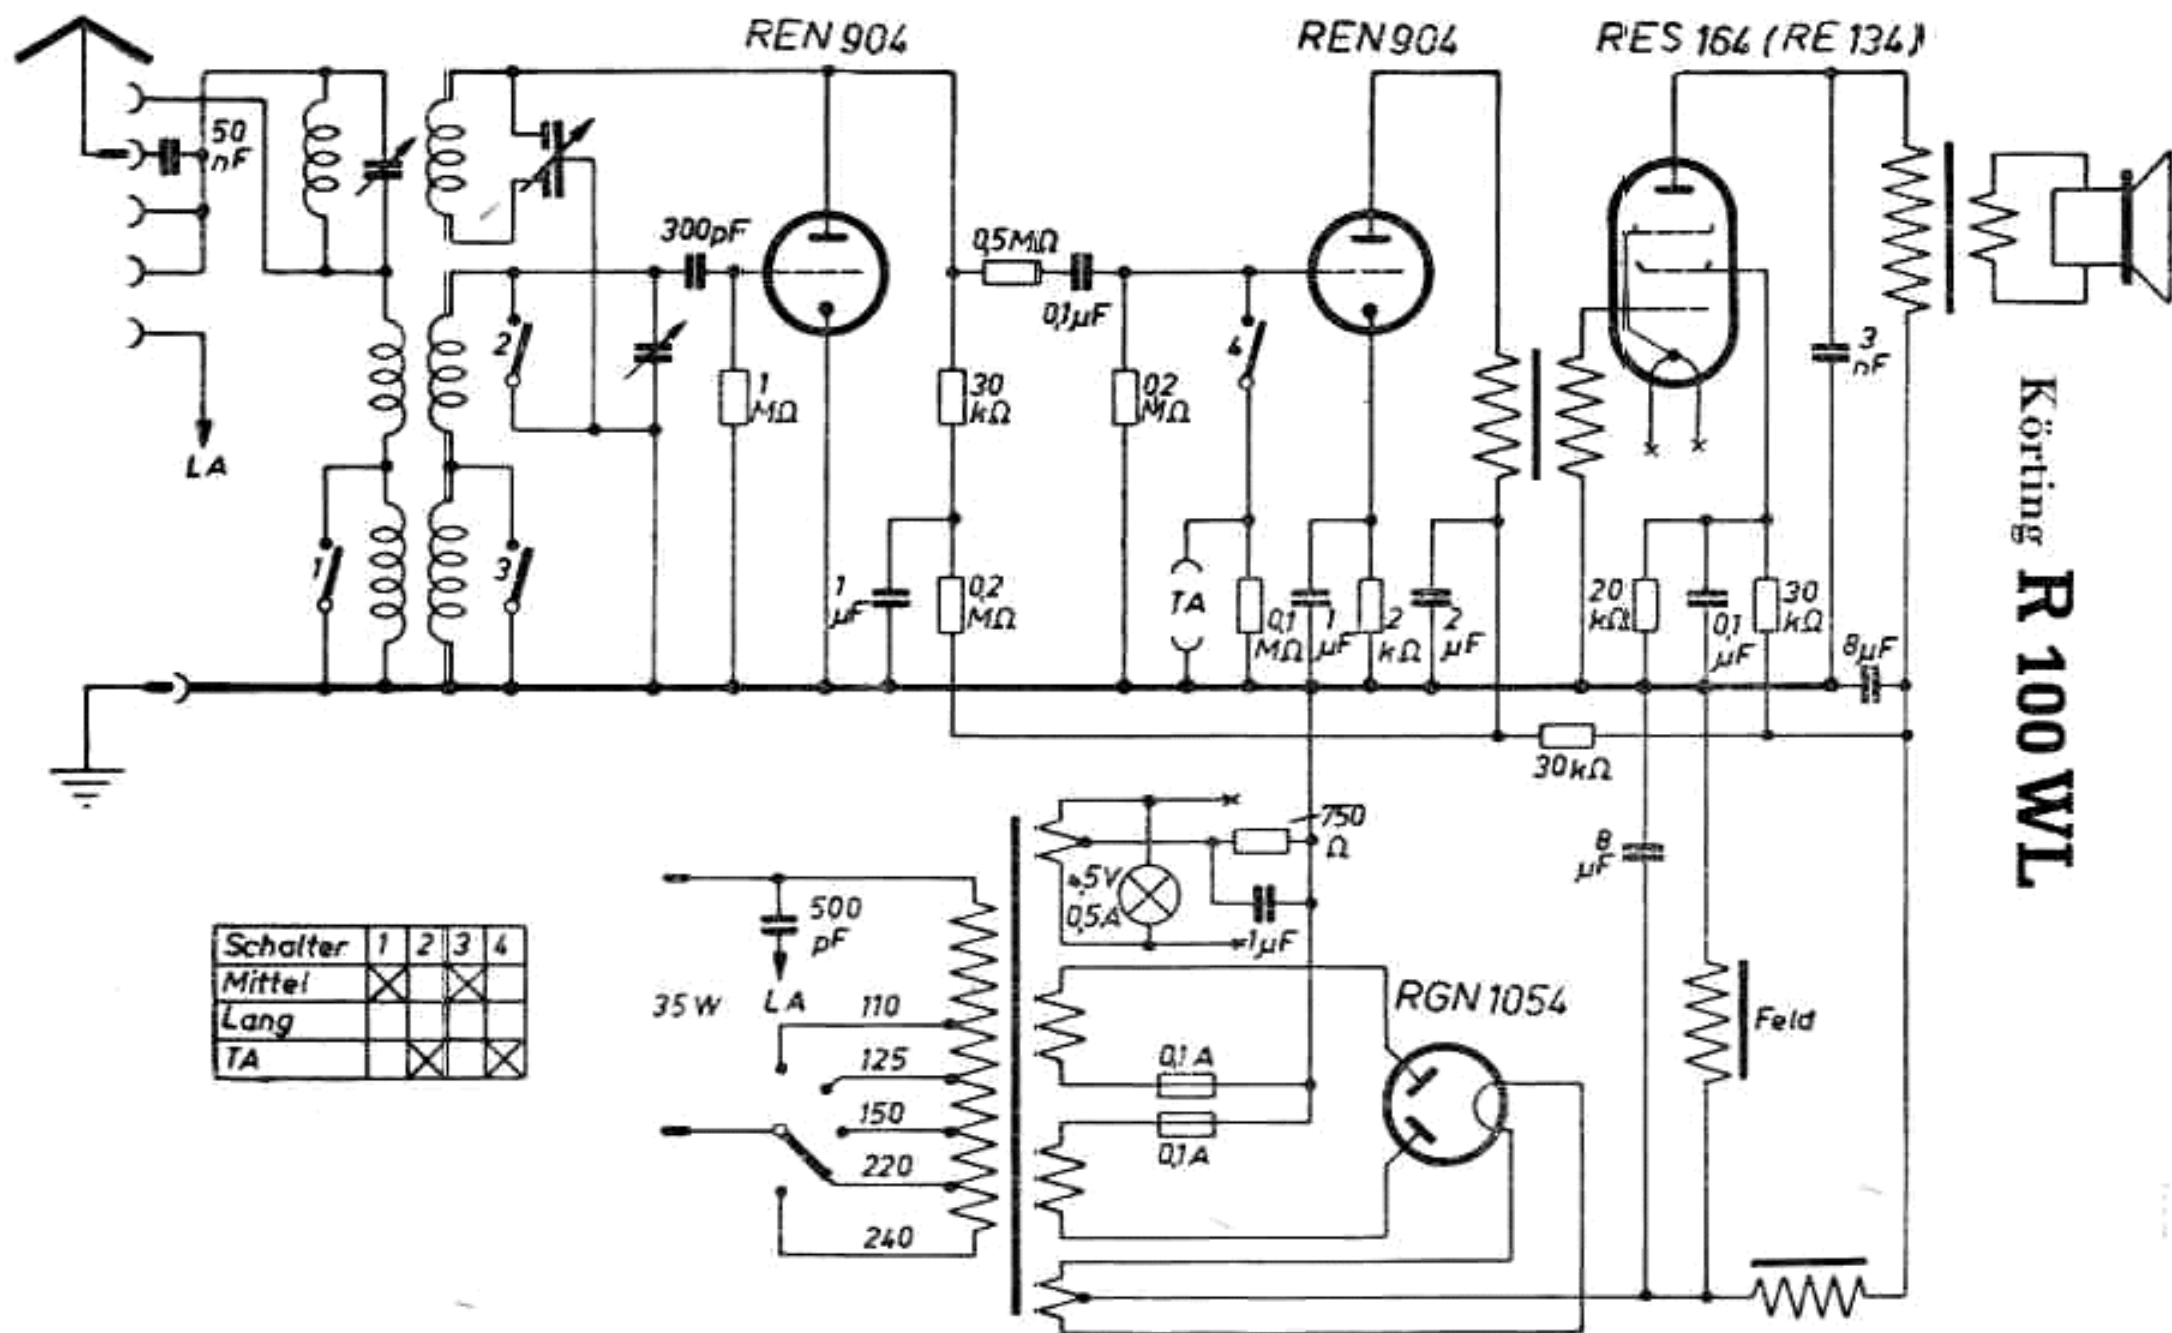 REN 904
REN 904
RES 164 (RE 134)
50
nF
300pF
0,5MΩ
0,1µF
2
1
MΩ
30
kΩ
0,2
MΩ
4
3
nF
LA
1
3
1
µF
0,2
MΩ
TA
0,1
MΩ
1
µF
2
kΩ
2
µF
20
kΩ
0,1
µF
30
kΩ
8µF
30kΩ
Körting R 100 WL
750
Ω
4,5V
0,5A
1µF
8
µF
500
pF
LA
35 W
110
125
150
220
240
0,1 A
0,1 A
RGN 1054
Feld
Schalter 1 2 3 4
Mittel
Lang
TA